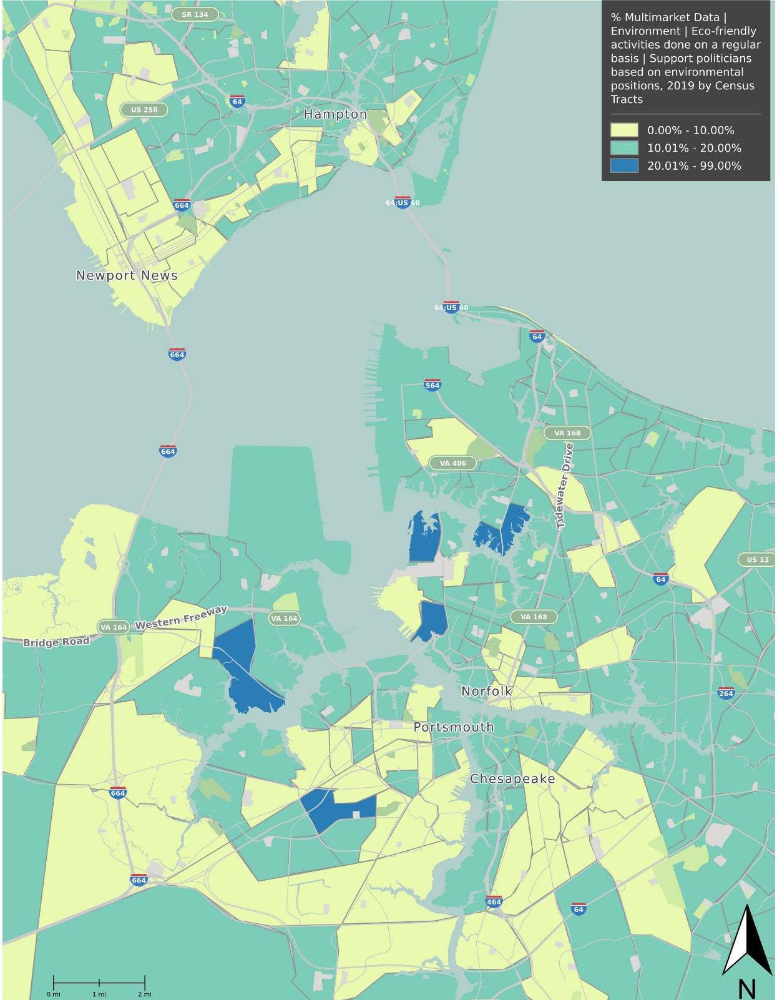 % Multimarket Data |
Environment | Eco-friendly
activities done on a regular
basis | Support politicians
based on environmental
positions, 2019 by Census
Tracts
0.00% - 10.00%
10.01% - 20.00%
20.01% - 99.00%
SR 134
64
US 258
Hampton
664
64;US 60
Newport News
64;US 60
64
664
564
VA 168
664
VA 406
Tidewater Drive
US 13
64
Western Freeway
VA 164
VA 168
VA 164
Bridge Road
Norfolk
264
Portsmouth
Chesapeake
664
664
464
64
0 mi
1 mi
2 mi
N